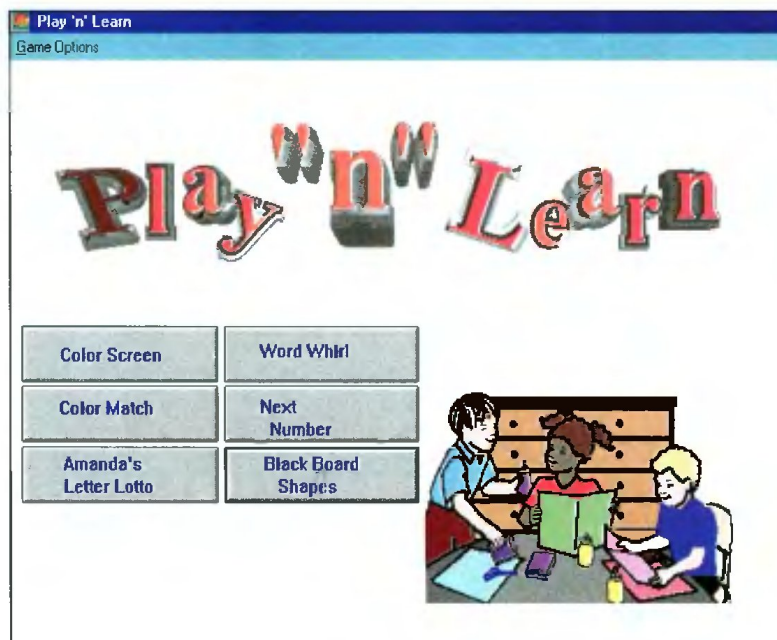 Play 'n' Learn
Game Options
Play "n" Learn
Color Screen
Word Whirl
Color Match
Next
Number
Amanda's
Letter Lotto
Black Board
Shapes